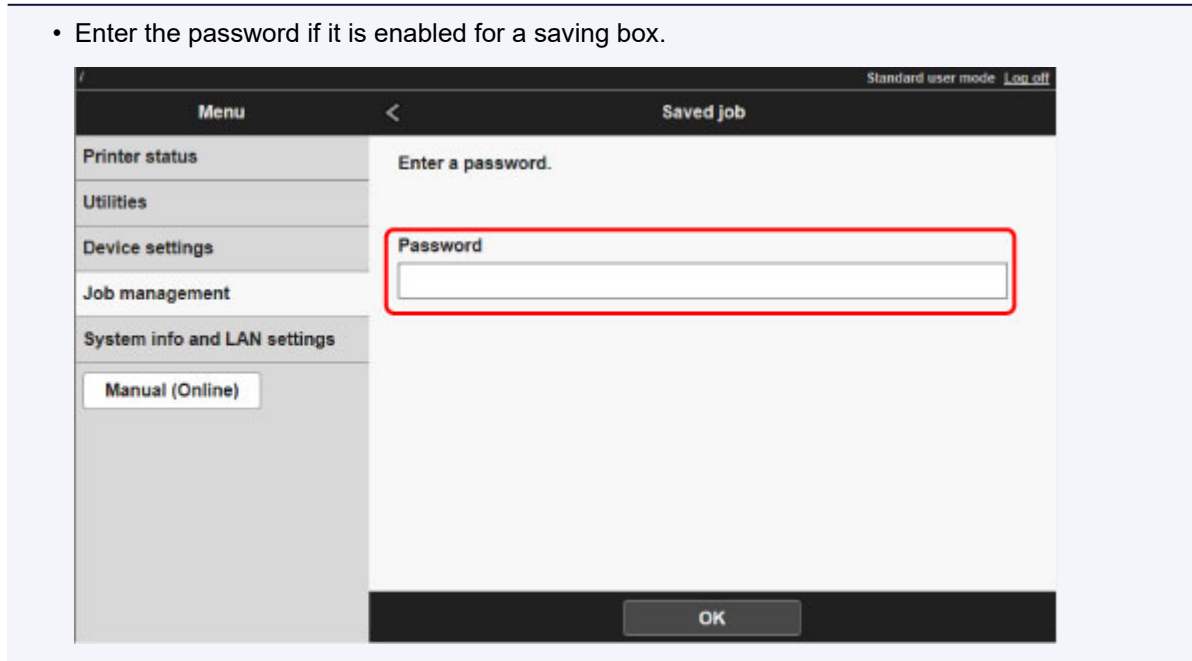 • Enter the password if it is enabled for a saving box.
/
Standard user mode Log off
Menu
< Saved job
Printer status
Enter a password.
Utilities
Device settings
Password
Job management
System info and LAN settings
Manual (Online)
OK